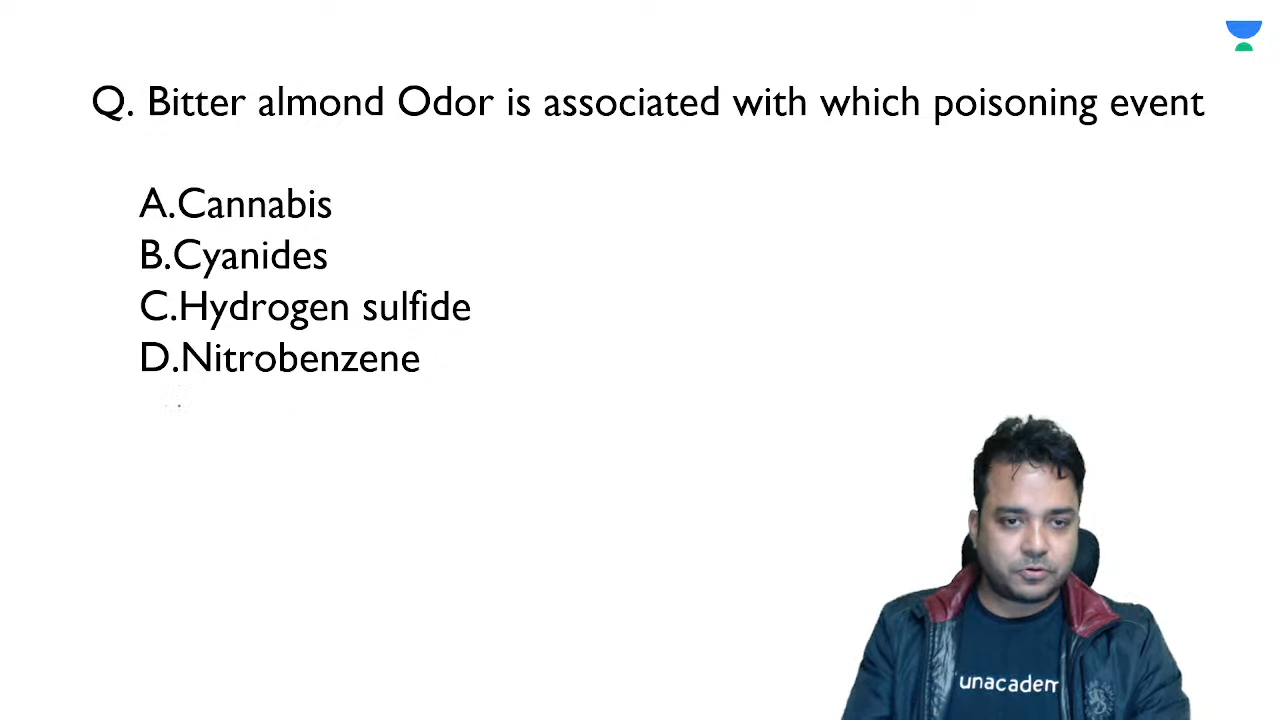 Q. Bitter almond Odor is associated with which poisoning event
A.Cannabis
B.Cyanides
C.Hydrogen sulfide
D.Nitrobenzene
unacadem